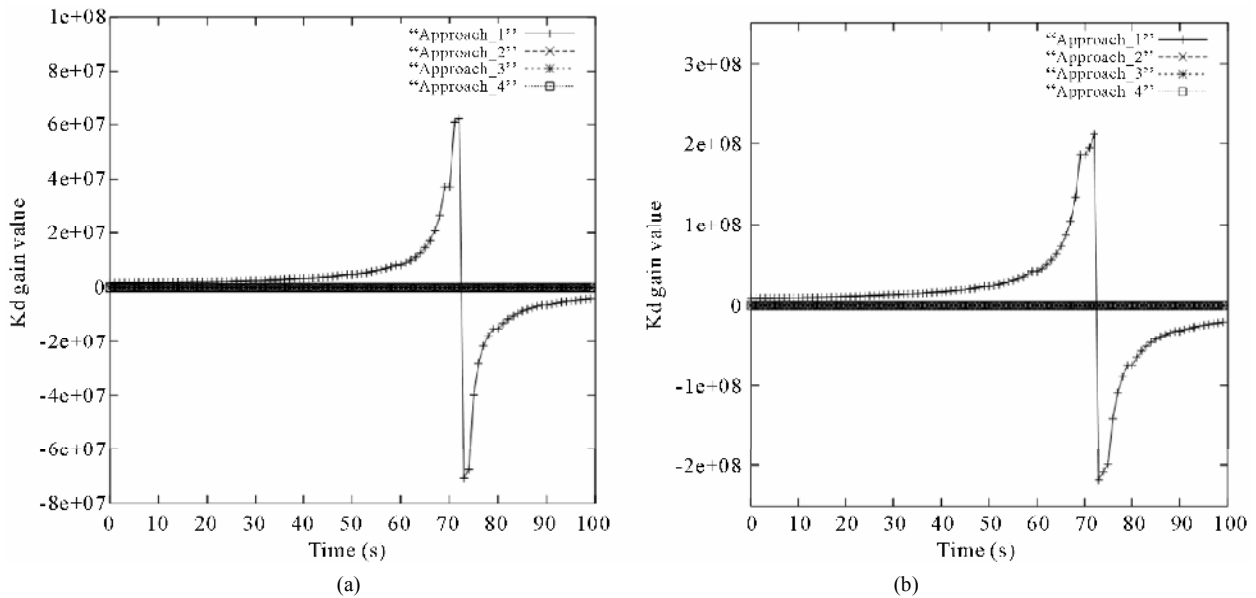 1e+08
8e+07
6e+07
4e+07
2e+07
0
-2e+07
-4e+07
-6e+07
-8e+07
Kd gain value
"Approach_1"
"Approach_2"
"Approach_3"
"Approach_4"
0 10 20 30 40 50 60 70 80 90 100
Time (s)
(a)
3e+08
2e+08
1e+08
0
-1e+08
-2e+08
Kd gain value
“Approach_1”
“Approach_2”
“Approach_3”
“Approach_4”
0 10 20 30 40 50 60 70 80 90 100
Time (s)
(b)